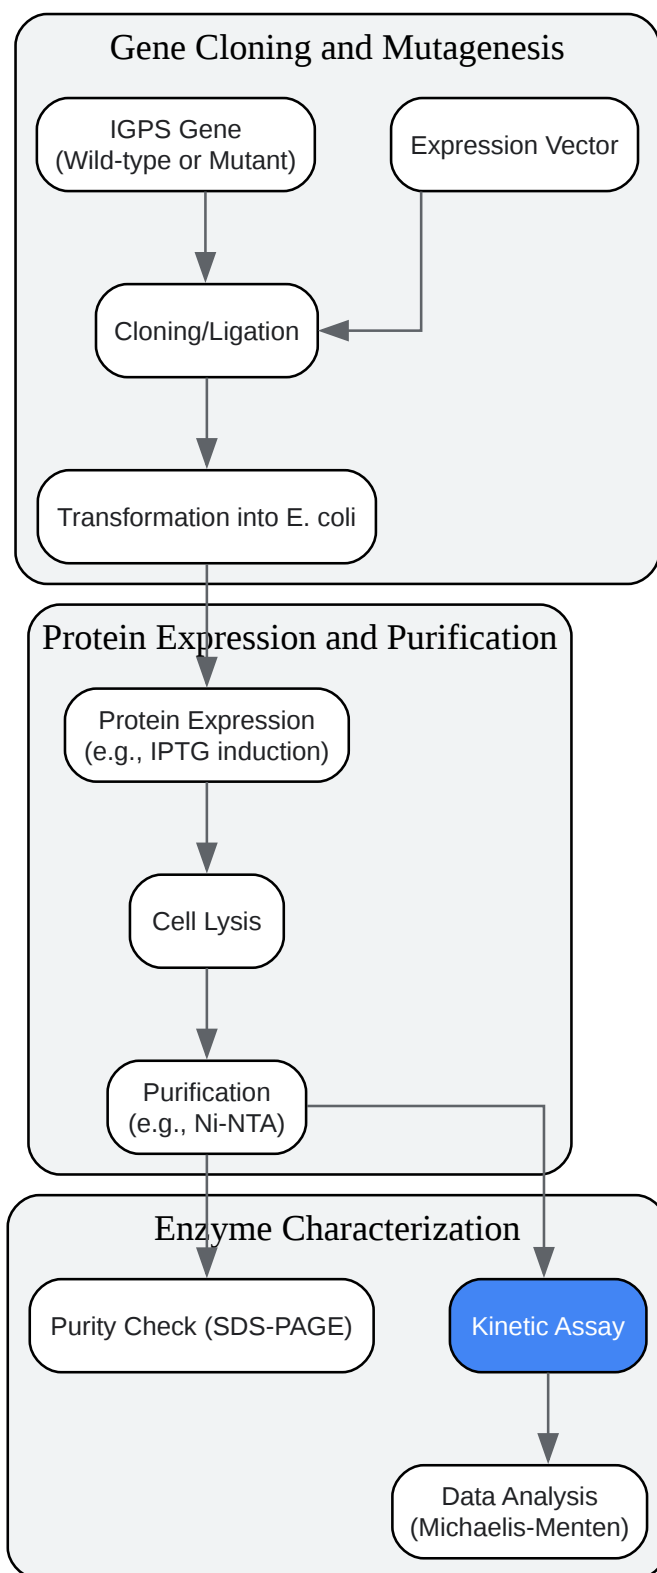 Gene Cloning and Mutagenesis
IGPS Gene
(Wild-type or Mutant)
Expression Vector
Cloning/Ligation
Transformation into E. coli
Protein Expression and Purification
Protein Expression
(e.g., IPTG induction)
Cell Lysis
Purification
(e.g., Ni-NTA)
Enzyme Characterization
Purity Check (SDS-PAGE)
Kinetic Assay
Data Analysis
(Michaelis-Menten)